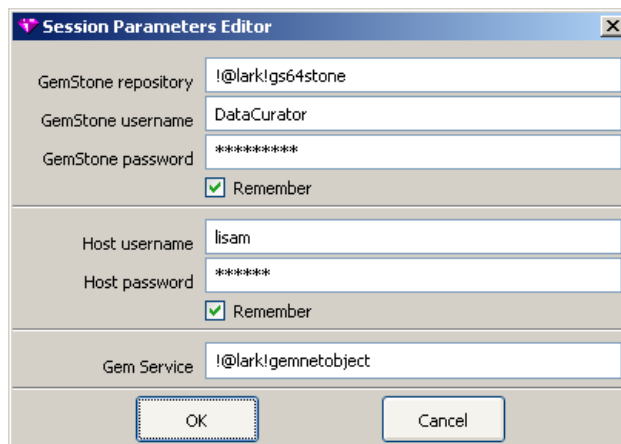 Session Parameters Editor
GemStone repository !@lark!gs64stone
GemStone username DataCurator
GemStone password *********
Remember
Host username lisam
Host password ******
Remember
Gem Service !@lark!gemnetobject
OK Cancel